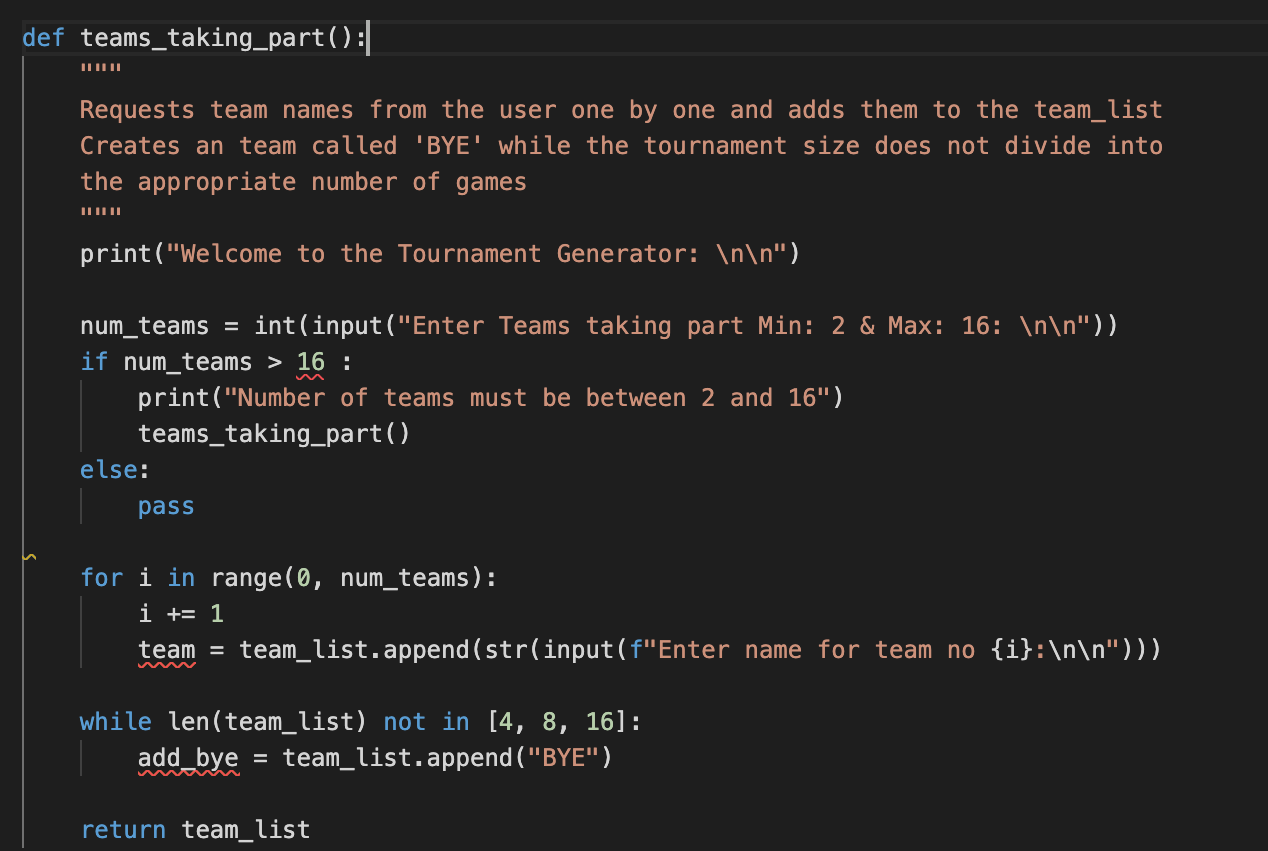 def teams_taking_part():
    """
    Requests team names from the user one by one and adds them to the team_list
    Creates an team called 'BYE' while the tournament size does not divide into
    the appropriate number of games
    """
    print("Welcome to the Tournament Generator: \n\n")

    num_teams = int(input("Enter Teams taking part Min: 2 & Max: 16: \n\n"))
    if num_teams > 16 :
        print("Number of teams must be between 2 and 16")
        teams_taking_part()
    else:
        pass

    for i in range(0, num_teams):
        i += 1
        team = team_list.append(str(input(f"Enter name for team no {i}:\n\n")))

    while len(team_list) not in [4, 8, 16]:
        add_bye = team_list.append("BYE")

    return team_list